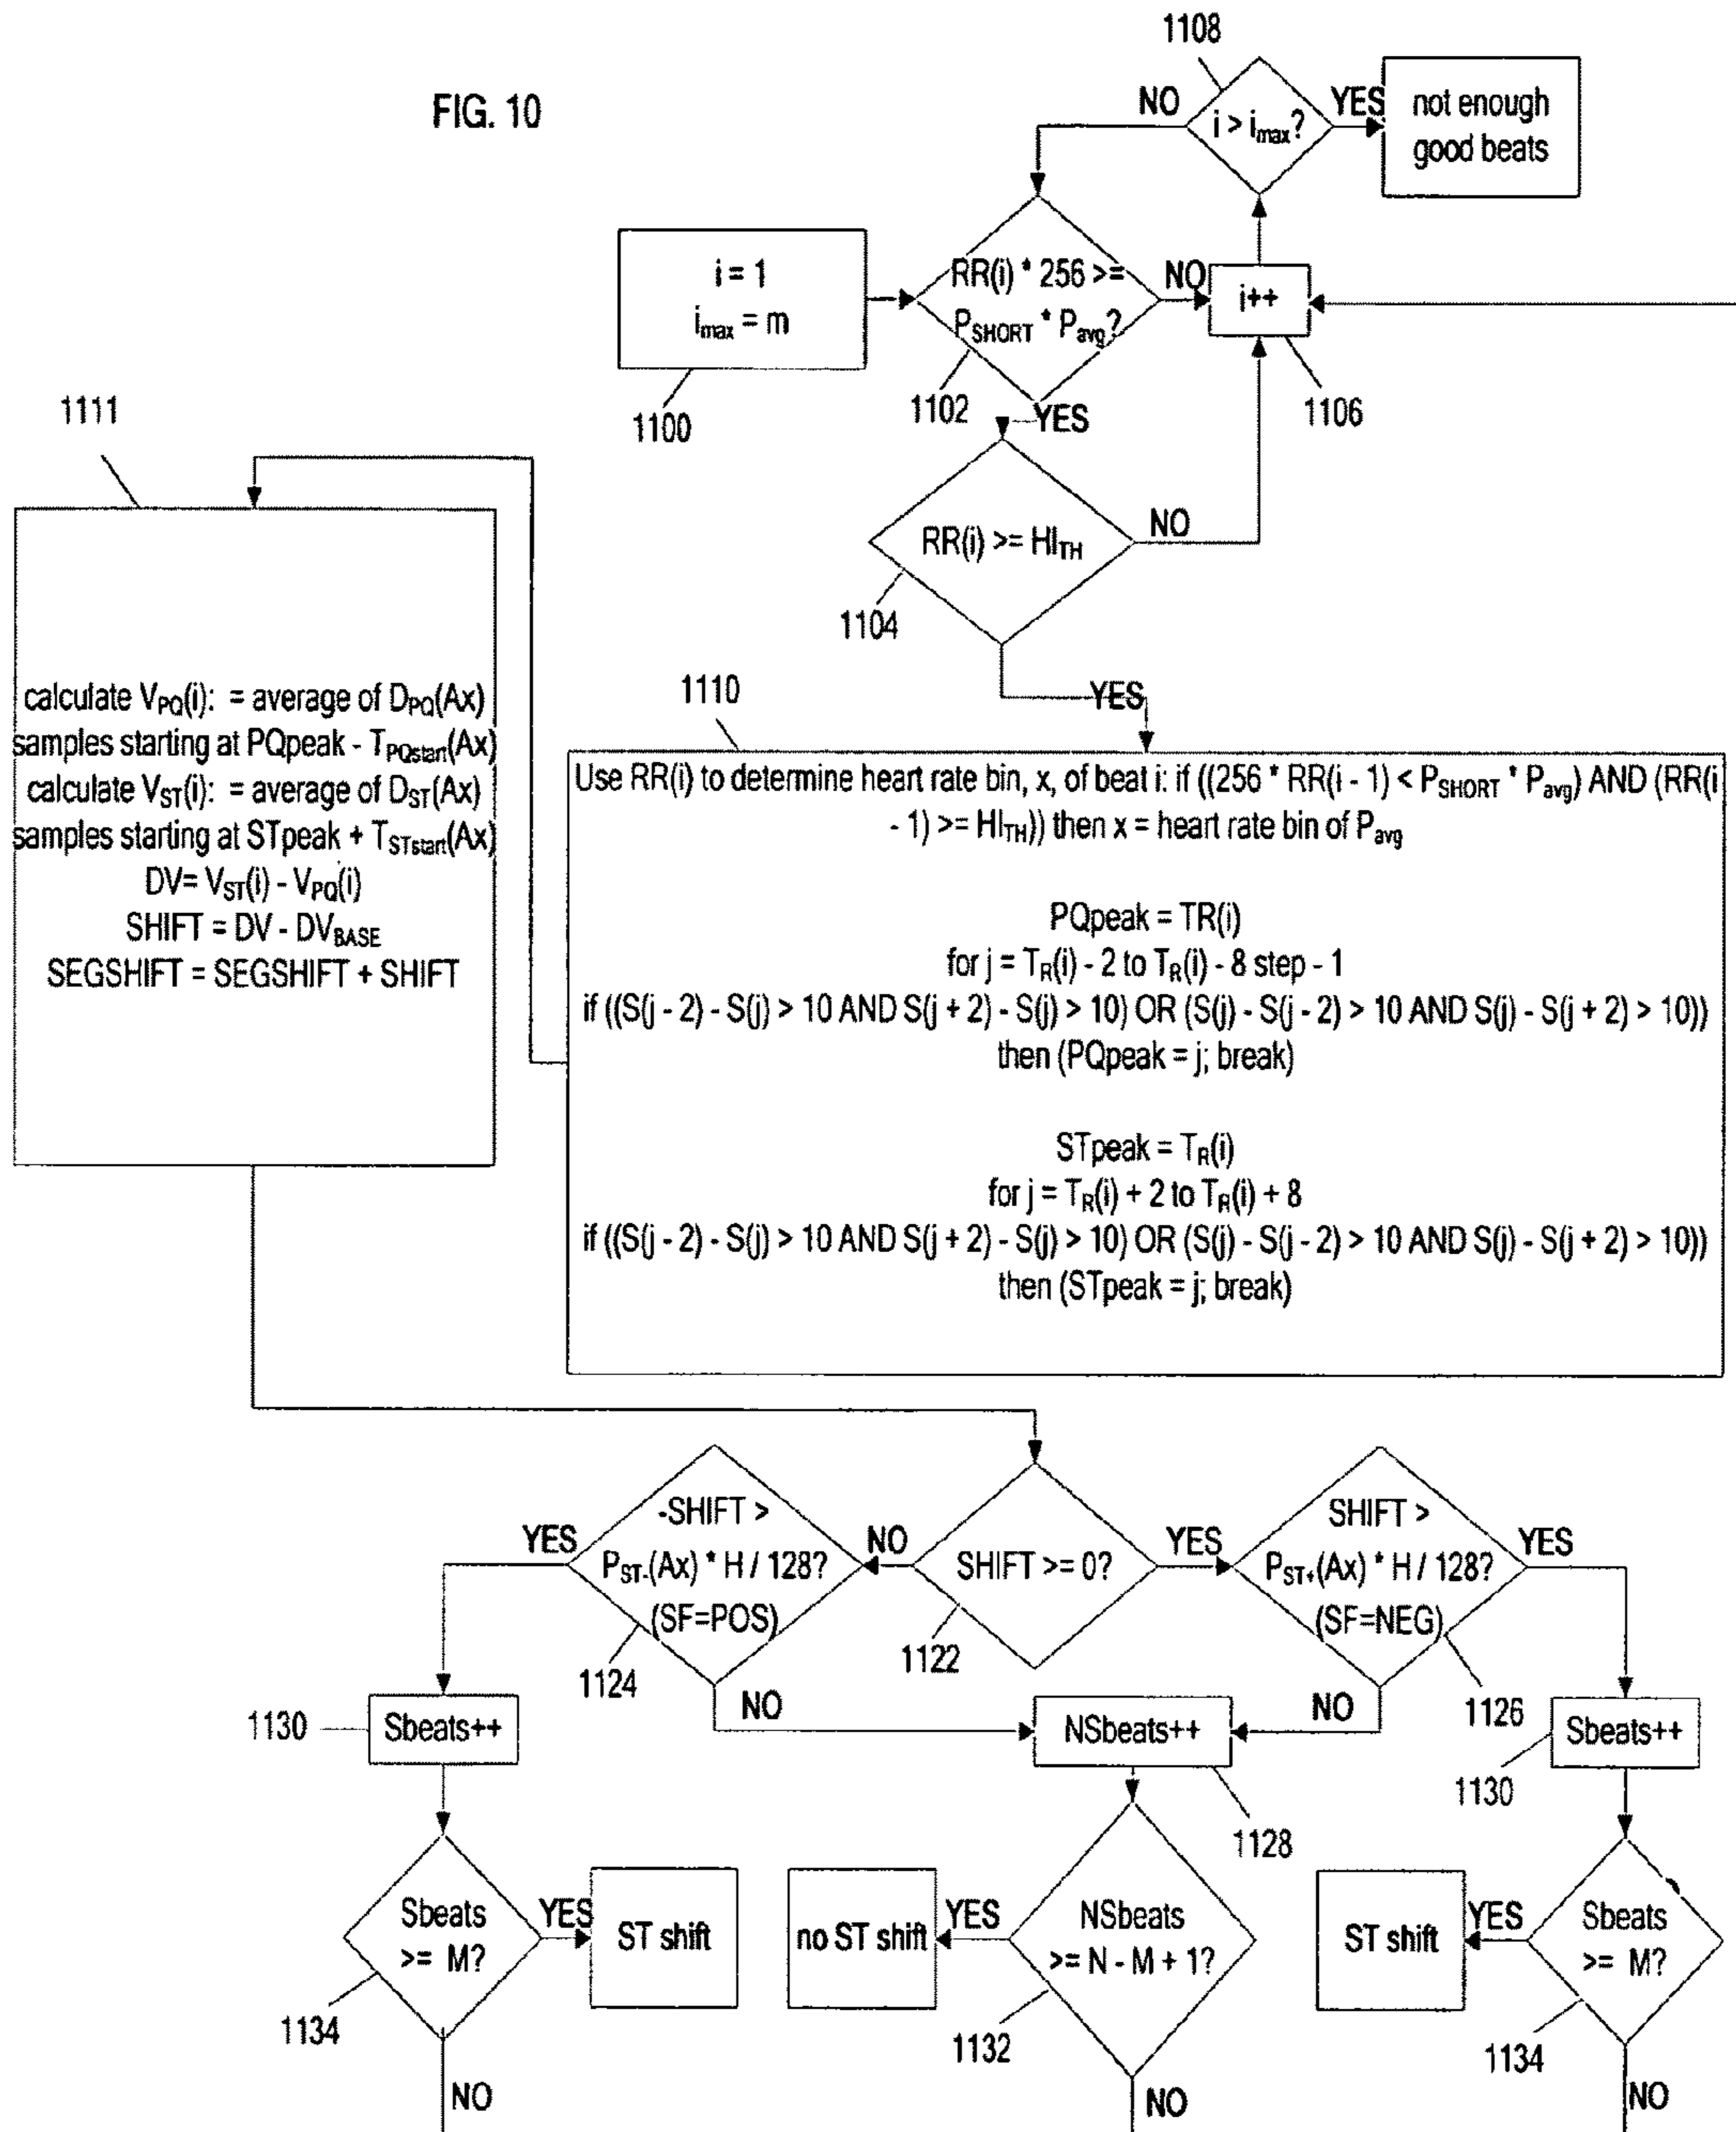 FIG. 10
1108
NO
i > imax?
YES
not enough
good beats
i = 1
imax = m
1100
RR(i) * 256 >=
PSHORT * Pavg?
NO
i++
1102
YES
1106
1111
RR(i) >= HITH
NO
1104
YES
1110
calculate VPQ(i): = average of DPQ(Ax)
samples starting at PQpeak - TPQstart(Ax)
calculate VST(i): = average of DST(Ax)
samples starting at STpeak + TSTstart(Ax)
DV= VST(i) - VPQ(i)
SHIFT = DV - DVBASE
SEGSHIFT = SEGSHIFT + SHIFT
Use RR(i) to determine heart rate bin, x, of beat i: if ((256 * RR(i - 1) < PSHORT * Pavg) AND (RR(i
- 1) >= HITH)) then x = heart rate bin of Pavg
PQpeak = TR(i)
for j = TR(i) - 2 to TR(i) - 8 step - 1
if ((S(j - 2) - S(j) > 10 AND S(j + 2) - S(j) > 10) OR (S(j) - S(j - 2) > 10 AND S(j) - S(j + 2) > 10))
then (PQpeak = j; break)
STpeak = TR(i)
for j = TR(i) + 2 to TR(i) + 8
if ((S(j - 2) - S(j) > 10 AND S(j + 2) - S(j) > 10) OR (S(j) - S(j - 2) > 10 AND S(j) - S(j + 2) > 10))
then (STpeak = j; break)
YES
-SHIFT >
PST-(Ax) * H / 128?
(SF=POS)
NO
SHIFT >= 0?
YES
SHIFT >
PST+(Ax) * H / 128?
(SF=NEG)
YES
1124
1122
1126
NO
NO
1130
Sbeats++
NSbeats++
Sbeats++
1130
1128
Sbeats
>= M?
YES
ST shift
no ST shift
YES
NSbeats
>= N - M + 1?
ST shift
YES
Sbeats
>= M?
1134
1132
1134
NO
NO
NO